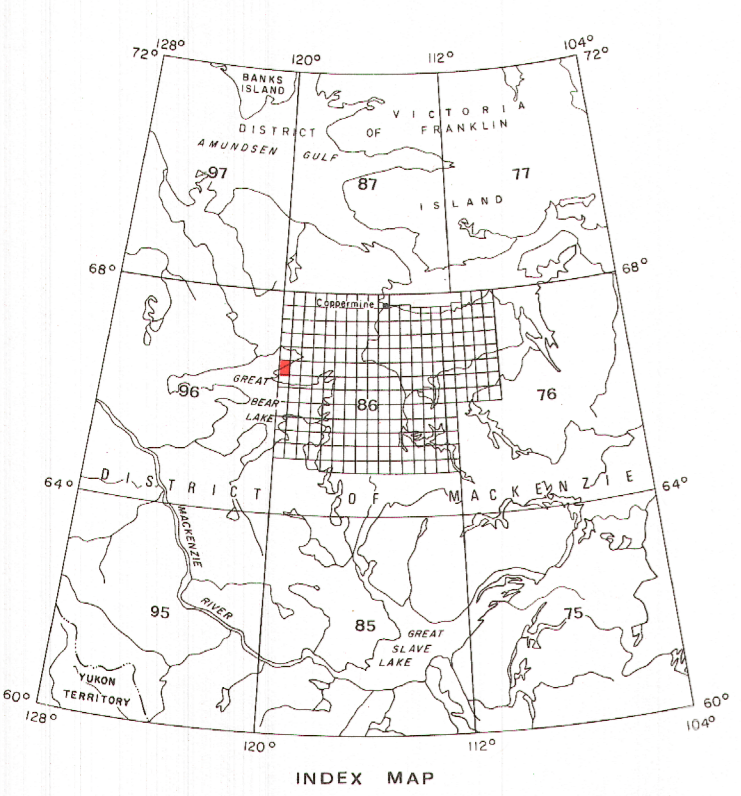 128°
120°
112°
104°
72°
72°
BANKS
ISLAND
VICTORIA
DISTRICT OF FRANKLIN
AMUNDSEN GULF
97
87
77
ISLAND
68°
68°
Coppermine
GREAT
BEAR
LAKE
96
86
76
DISTRICT OF MACKENZIE
64°
64°
MACKENZIE
RIVER
95
85
75
GREAT
SLAVE
LAKE
YUKON
TERRITORY
60°
60°
128°
120°
112°
104°
INDEX MAP